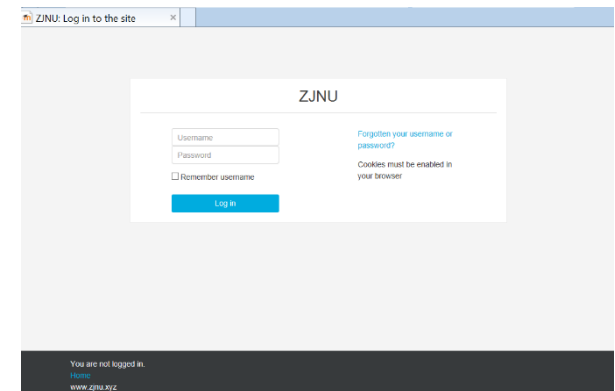 ZJNU: Log in to the site
ZJNU
Username
Password
Remember username
Log in
Forgotten your username or
password?
Cookies must be enabled in
your browser
You are not logged in.
Home
www.zjnu.xyz